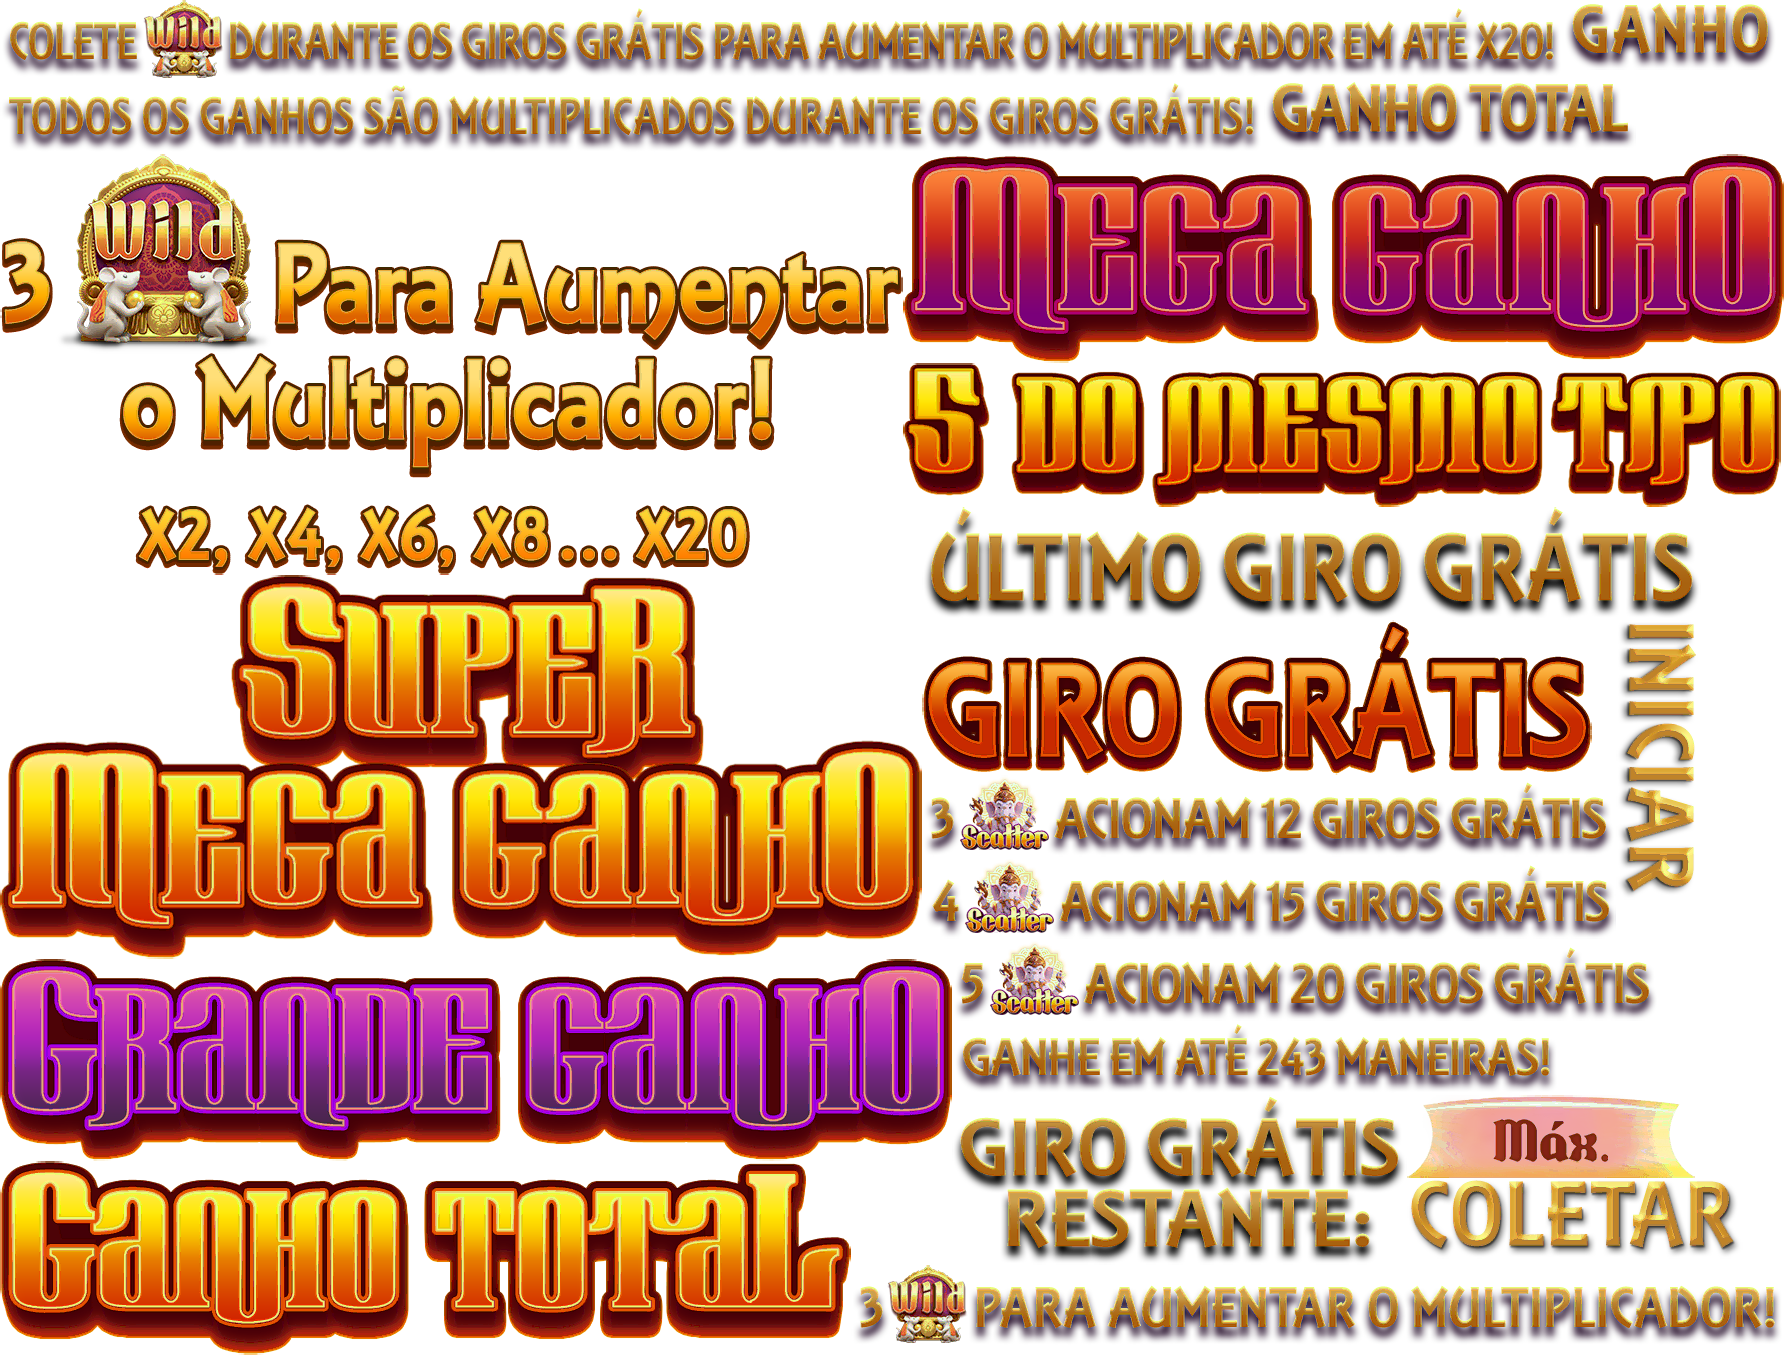 COLETE Wild DURANTE OS GIROS GRÁTIS PARA AUMENTAR O MULTIPLICADOR EM ATÉ X20!
GANHO
TODOS OS GANHOS SÃO MULTIPLICADOS DURANTE OS GIROS GRÁTIS!
GANHO TOTAL
3 Wild Para Aumentar
o Multiplicador!
X2, X4, X6, X8... X20
MEGA GANHO
5 DO MESMO TIPO
ÚLTIMO GIRO GRÁTIS
GIRO GRÁTIS
INICIAR
SUPER
MEGA GANHO
3 Scatter ACIONAM 12 GIROS GRÁTIS
4 Scatter ACIONAM 15 GIROS GRÁTIS
5 Scatter ACIONAM 20 GIROS GRÁTIS
GANHE EM ATÉ 243 MANEIRAS!
GRANDE GANHO
GIRO GRÁTIS
RESTANTE:
Máx.
COLETAR
GANHO TOTAL
3 Wild PARA AUMENTAR O MULTIPLICADOR!